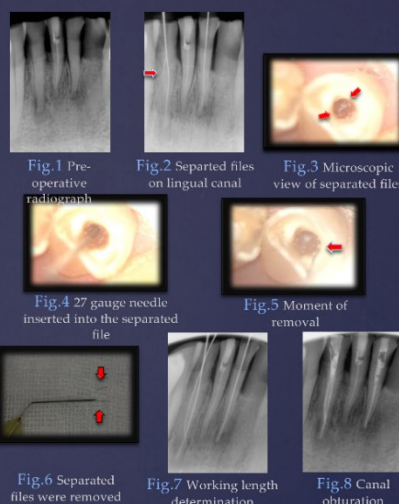 Fig.1 Pre-
operative
radiograph
Fig.2 Separted files
on lingual canal
Fig.3 Microscopic
view of separated files
Fig.4 27 gauge needle
inserted into the separated
file
Fig.5 Moment of
removal
Fig.6 Separated
files were removed
Fig.7 Working length
determination
Fig.8 Canal
obturation